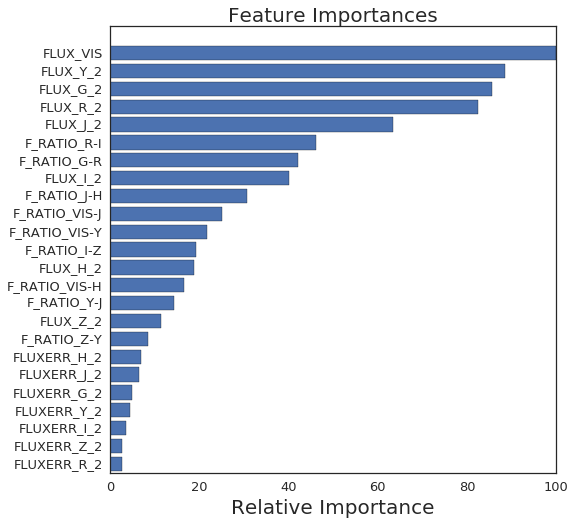 Feature Importances
FLUX_VIS
FLUX_Y_2
FLUX_G_2
FLUX_R_2
FLUX_J_2
F_RATIO_R-I
F_RATIO_G-R
FLUX_I_2
F_RATIO_J-H
F_RATIO_VIS-J
F_RATIO_VIS-Y
F_RATIO_I-Z
FLUX_H_2
F_RATIO_VIS-H
F_RATIO_Y-J
FLUX_Z_2
F_RATIO_Z-Y
FLUXERR_H_2
FLUXERR_J_2
FLUXERR_G_2
FLUXERR_Y_2
FLUXERR_I_2
FLUXERR_Z_2
FLUXERR_R_2
0 20 40 60 80 100
Relative Importance